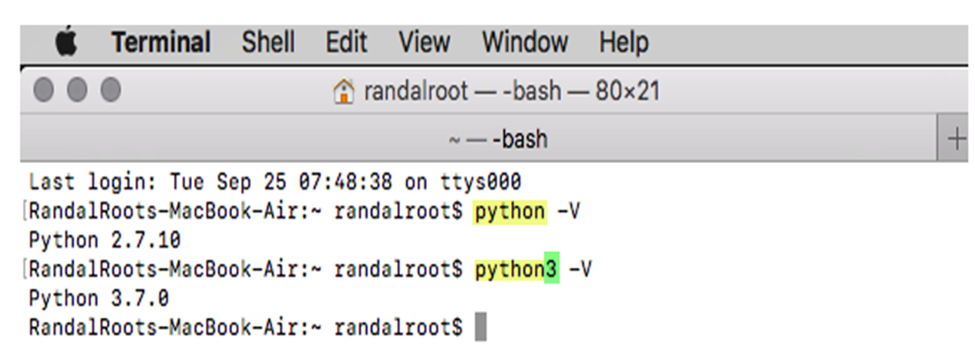 Terminal Shell Edit View Window Help
randalroot — -bash — 80×21
~ — -bash +
Last login: Tue Sep 25 07:48:38 on ttys000
[RandalRoots-MacBook-Air:~ randalroot$ python -V
Python 2.7.10
[RandalRoots-MacBook-Air:~ randalroot$ python3 -V
Python 3.7.0
RandalRoots-MacBook-Air:~ randalroot$